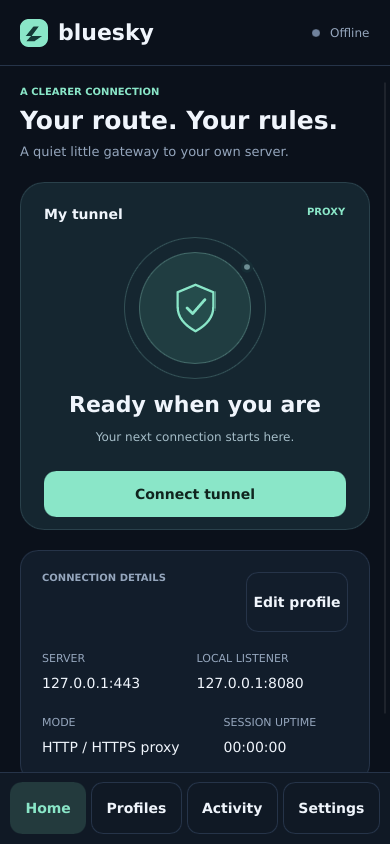 bluesky
Offline
A CLEARER CONNECTION
Your route. Your rules.
A quiet little gateway to your own server.
My tunnel
PROXY
Ready when you are
Your next connection starts here.
Connect tunnel
CONNECTION DETAILS
Edit profile
SERVER
LOCAL LISTENER
127.0.0.1:443
127.0.0.1:8080
MODE
SESSION UPTIME
HTTP / HTTPS proxy
00:00:00
Home
Profiles
Activity
Settings